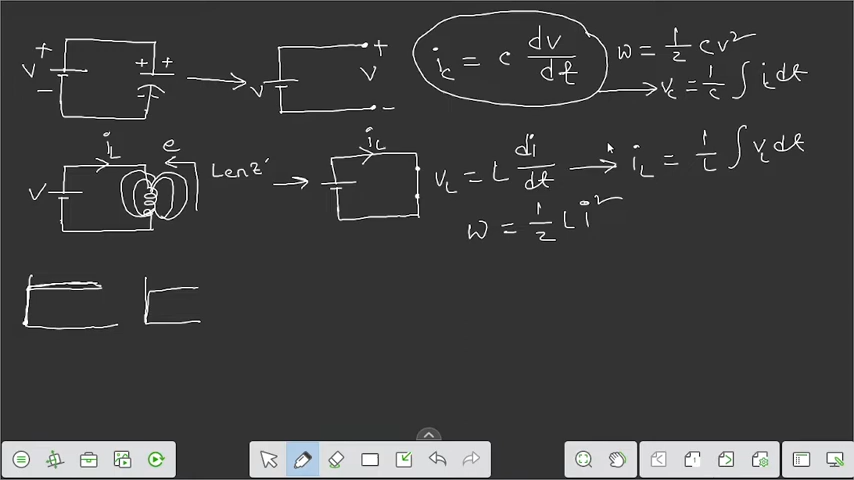 + V - + + - - V + V - i_c = c dv/dt w = 1/2 cv²
v_c = 1/c ∫ i_c dt
V i_L e Lenz' i_L v_L = L di/dt → i_L = 1/L ∫ v_L dt
w = 1/2 L i²